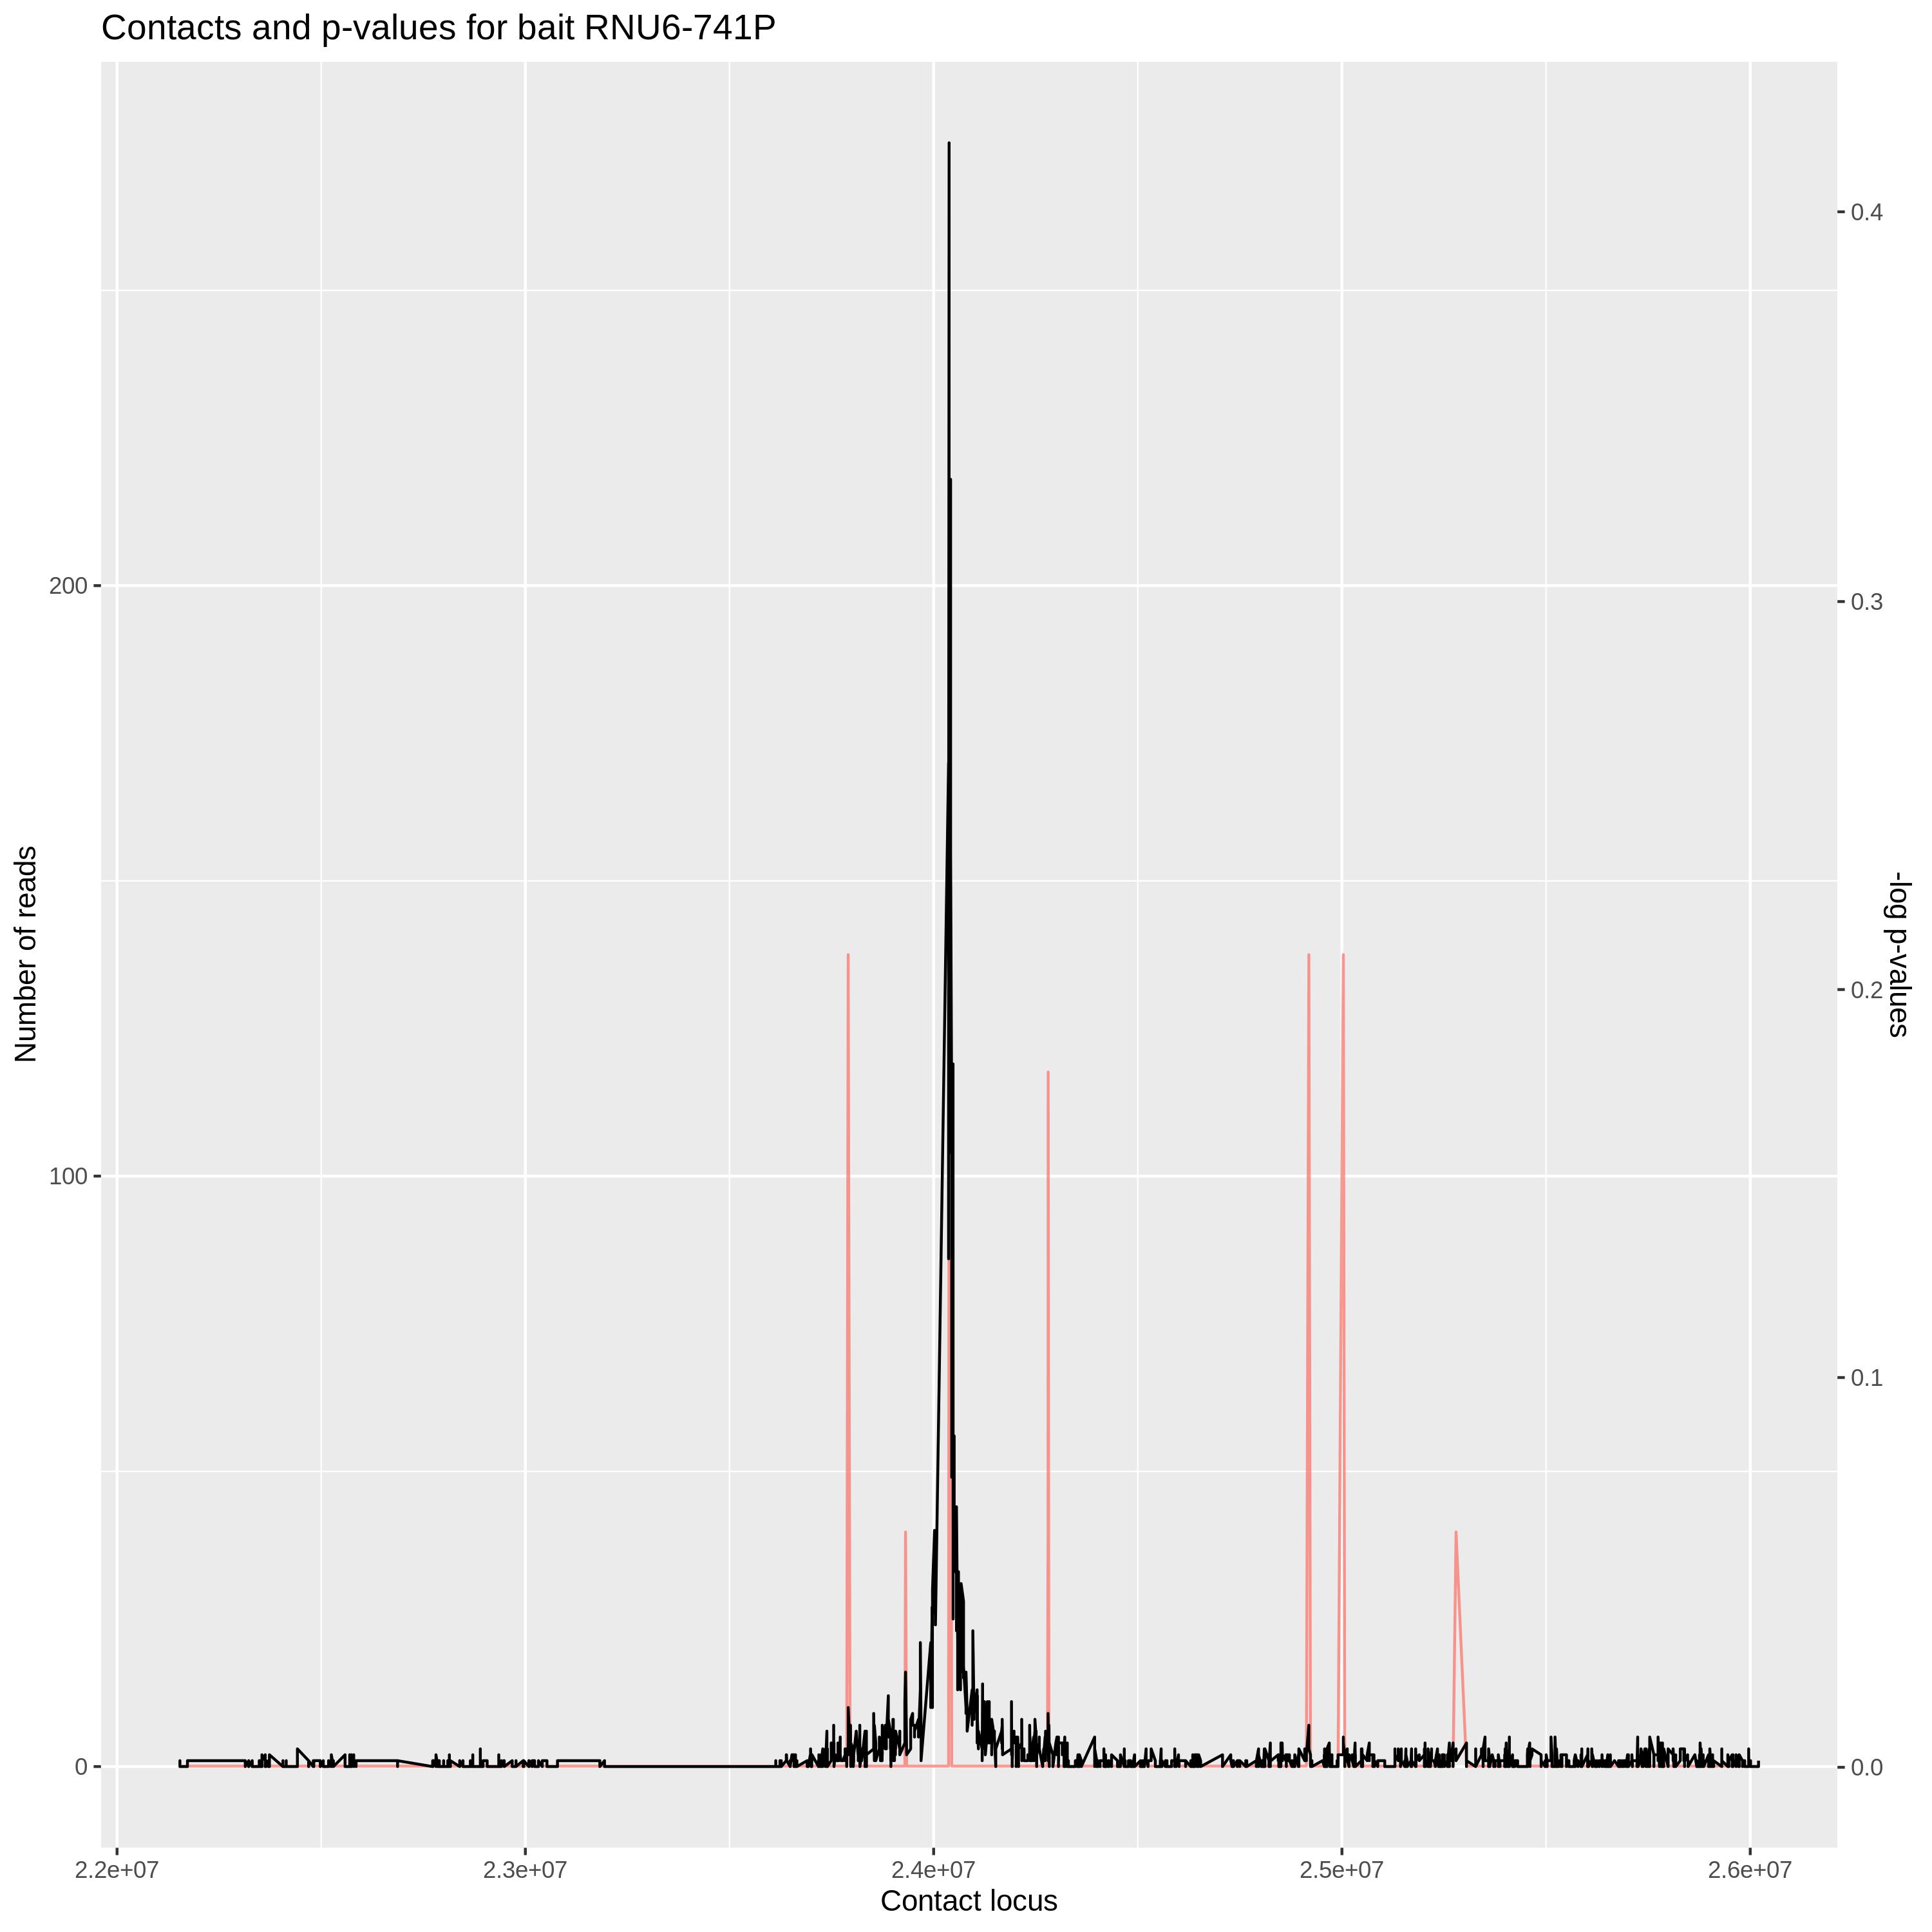 Contacts and p-values for bait RNU6-741P
Number of reads
200
100
0
0.4
0.3
0.2
0.1
0.0
-log p-values
2.2e+07
2.3e+07
2.4e+07
2.5e+07
2.6e+07
Contact locus